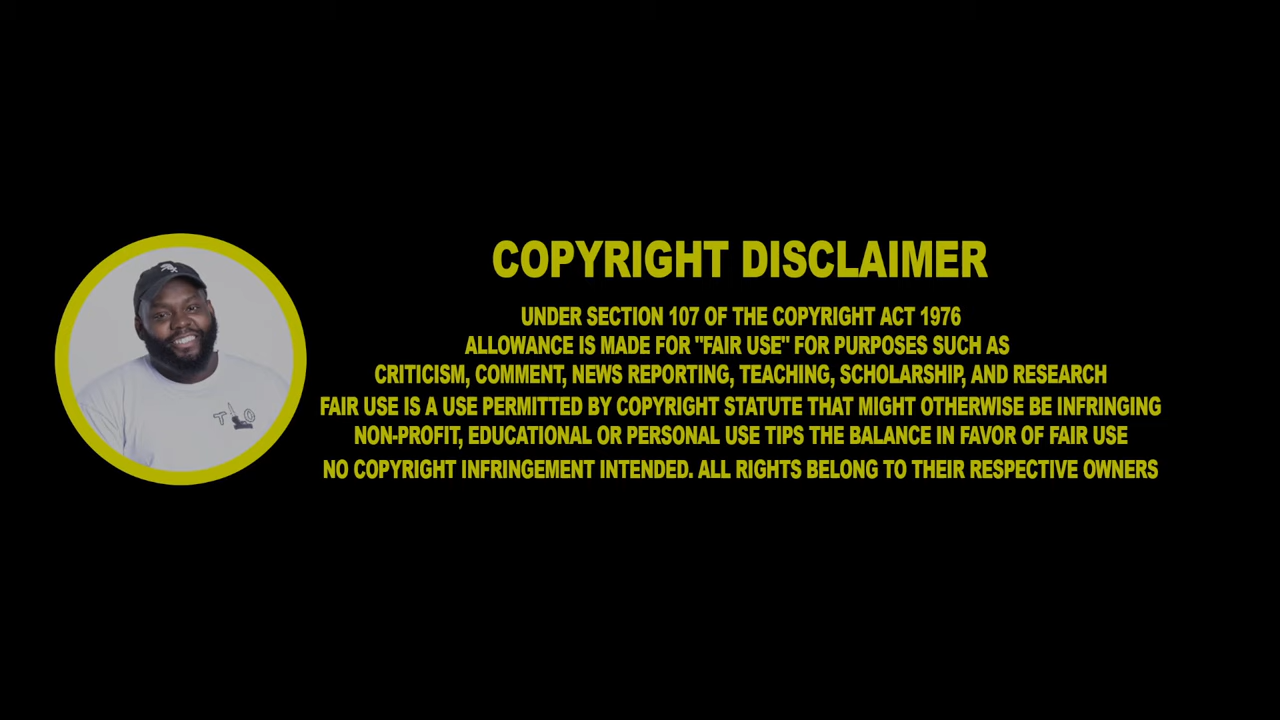 COPYRIGHT DISCLAIMER
UNDER SECTION 107 OF THE COPYRIGHT ACT 1976
ALLOWANCE IS MADE FOR "FAIR USE" FOR PURPOSES SUCH AS
CRITICISM, COMMENT, NEWS REPORTING, TEACHING, SCHOLARSHIP, AND RESEARCH
FAIR USE IS A USE PERMITTED BY COPYRIGHT STATUTE THAT MIGHT OTHERWISE BE INFRINGING
NON-PROFIT, EDUCATIONAL OR PERSONAL USE TIPS THE BALANCE IN FAVOR OF FAIR USE
NO COPYRIGHT INFRINGEMENT INTENDED. ALL RIGHTS BELONG TO THEIR RESPECTIVE OWNERS